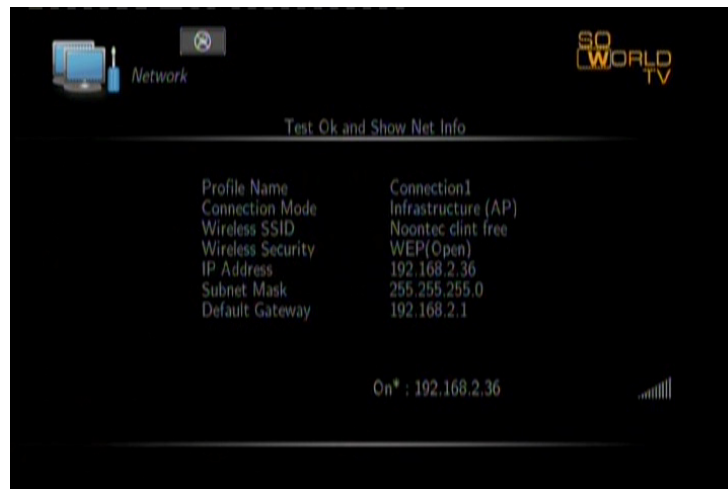 Network
SO
WORLD
TV
Test Ok and Show Net Info
Profile Name Connection1
Connection Mode Infrastructure (AP)
Wireless SSID Noontec clint free
Wireless Security WEP(Open)
IP Address 192.168.2.36
Subnet Mask 255.255.255.0
Default Gateway 192.168.2.1
On* : 192.168.2.36